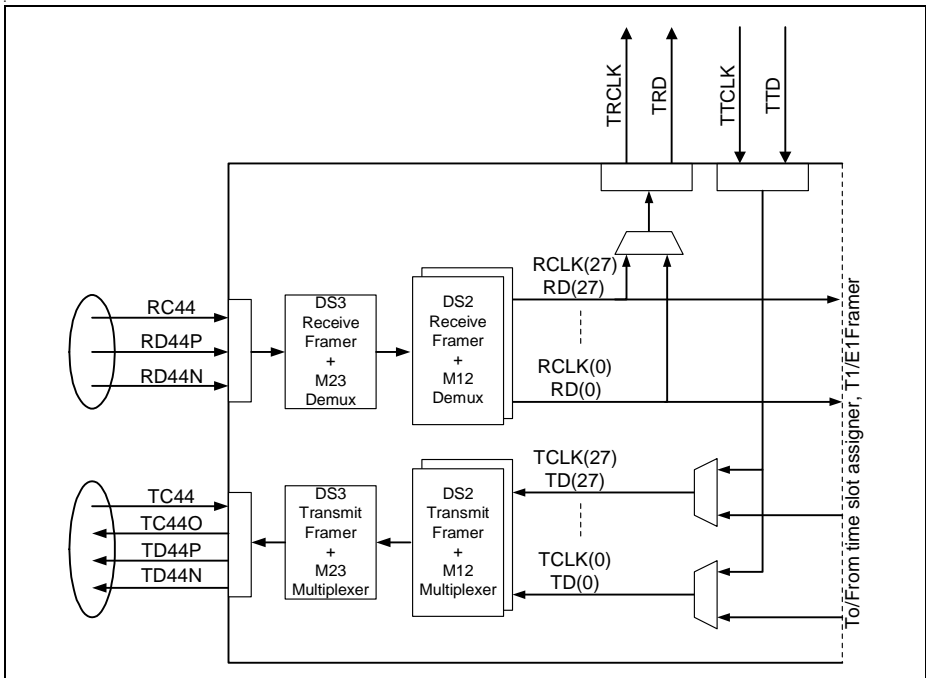 TRCLK
TRD
TTCLK
TTD
RC44
RD44P
RD44N
DS3
Receive
Framer
+
M23
Demux
DS2
Receive
Framer
+
M12
Demux
RCLK(27)
RD(27)
RCLK(0)
RD(0)
TC44
TC44O
TD44P
TD44N
DS3
Transmit
Framer
+
M23
Multiplexer
DS2
Transmit
Framer
+
M12
Multiplexer
TCLK(27)
TD(27)
TCLK(0)
TD(0)
To/From time slot assigner, T1/E1Framer